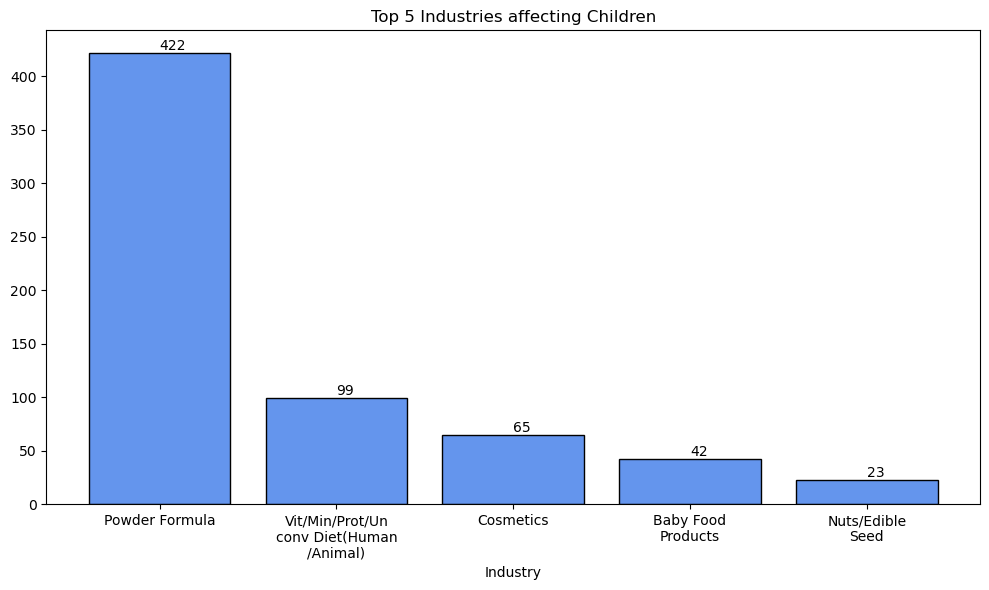 Top 5 Industries affecting Children
400
350
300
250
200
150
100
50
0
422
99
65
42
23
Powder Formula
Vit/Min/Prot/Un
conv Diet(Human
/Animal)
Cosmetics
Baby Food
Products
Nuts/Edible
Seed
Industry